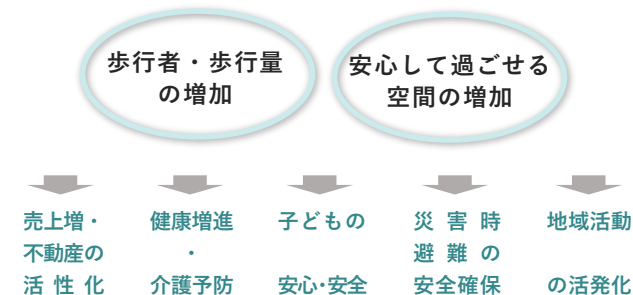 歩行者・歩行量
の増加
安心して過ごせる
空間の増加
売上増・
不動産の
活性化
健康増進
・
介護予防
子どもの
安心・安全
災害時
避難の
安全確保
地域活動
の活発化